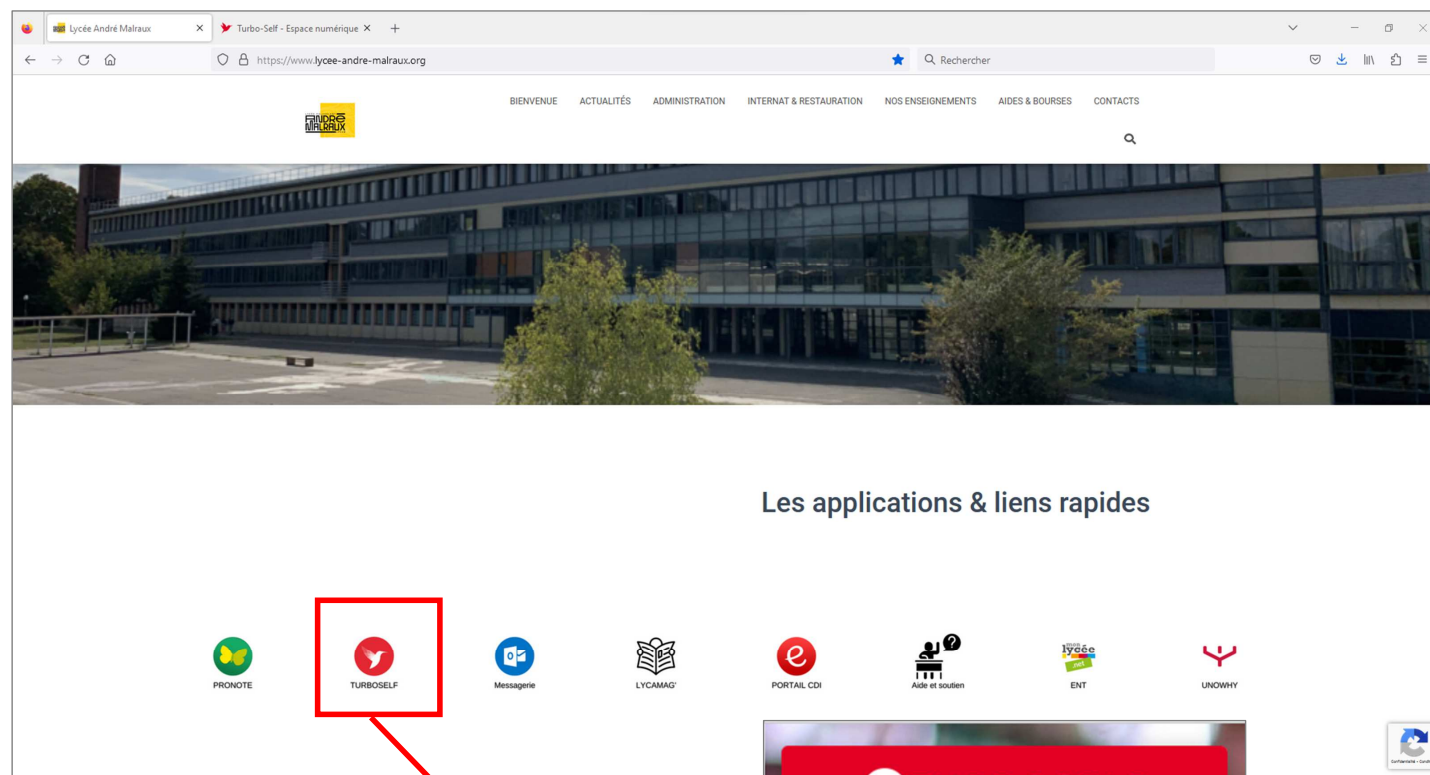 Lycée André Malraux
Turbo-Self - Espace numérique
https://www.lycee-andre-malraux.org
Rechercher
ANDRÉ
MALRAUX
BIENVENUE ACTUALITÉS ADMINISTRATION INTERNAT & RESTAURATION NOS ENSEIGNEMENTS AIDES & BOURSES CONTACTS
Les applications & liens rapides
mon
lycée
.net
PRONOTE TURBOSELF Messagerie LYCAMAG' PORTAIL CDI Aide et soutien ENT UNOWHY